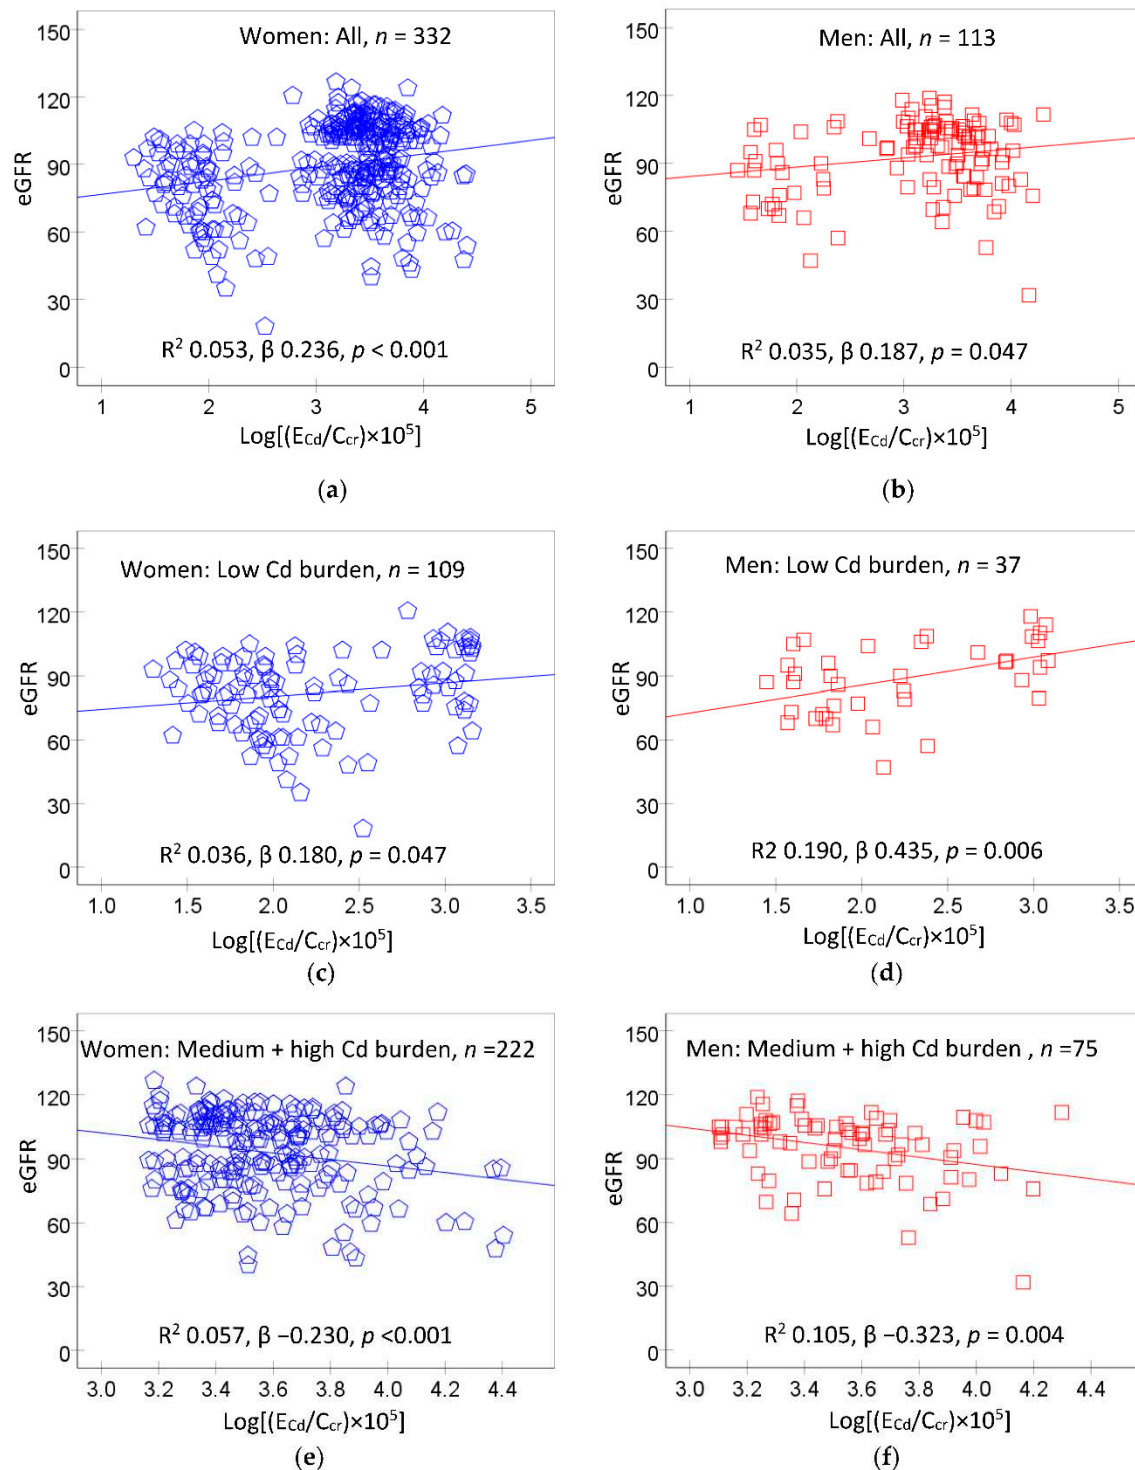 Women: All, n = 332
150
120
90
60
30
0
eGFR
R² 0.053, β 0.236, p < 0.001
1 2 3 4 5
Log[(ECd/Ccr)×10⁵]
(a)
Men: All, n = 113
150
120
90
60
30
0
eGFR
R² 0.035, β 0.187, p = 0.047
1 2 3 4 5
Log[(ECd/Ccr)×10⁵]
(b)
Women: Low Cd burden, n = 109
150
120
90
60
30
0
eGFR
R² 0.036, β 0.180, p = 0.047
1.0 1.5 2.0 2.5 3.0 3.5
Log[(ECd/Ccr)×10⁵]
(c)
Men: Low Cd burden, n = 37
150
120
90
60
30
0
eGFR
R2 0.190, β 0.435, p = 0.006
1.0 1.5 2.0 2.5 3.0 3.5
Log[(ECd/Ccr)×10⁵]
(d)
Women: Medium + high Cd burden, n =222
150
120
90
60
30
0
eGFR
R² 0.057, β −0.230, p <0.001
3.0 3.2 3.4 3.6 3.8 4.0 4.2 4.4
Log[(ECd/Ccr)×10⁵]
(e)
Men: Medium + high Cd burden , n =75
150
120
90
60
30
0
eGFR
R² 0.105, β −0.323, p = 0.004
3.0 3.2 3.4 3.6 3.8 4.0 4.2 4.4
Log[(ECd/Ccr)×10⁵]
(f)